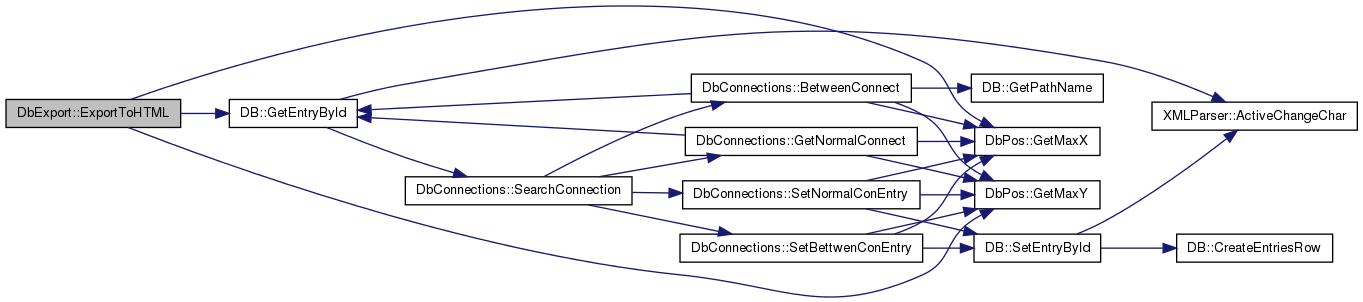 DbExport::ExportToHTML
DB::GetEntryById
DbConnections::SearchConnection
DbConnections::BetweenConnect
DbConnections::GetNormalConnect
DbConnections::SetNormalConEntry
DbConnections::SetBettwenConEntry
DB::GetPathName
DbPos::GetMaxX
DbPos::GetMaxY
DB::SetEntryById
XMLParser::ActiveChangeChar
DB::CreateEntriesRow